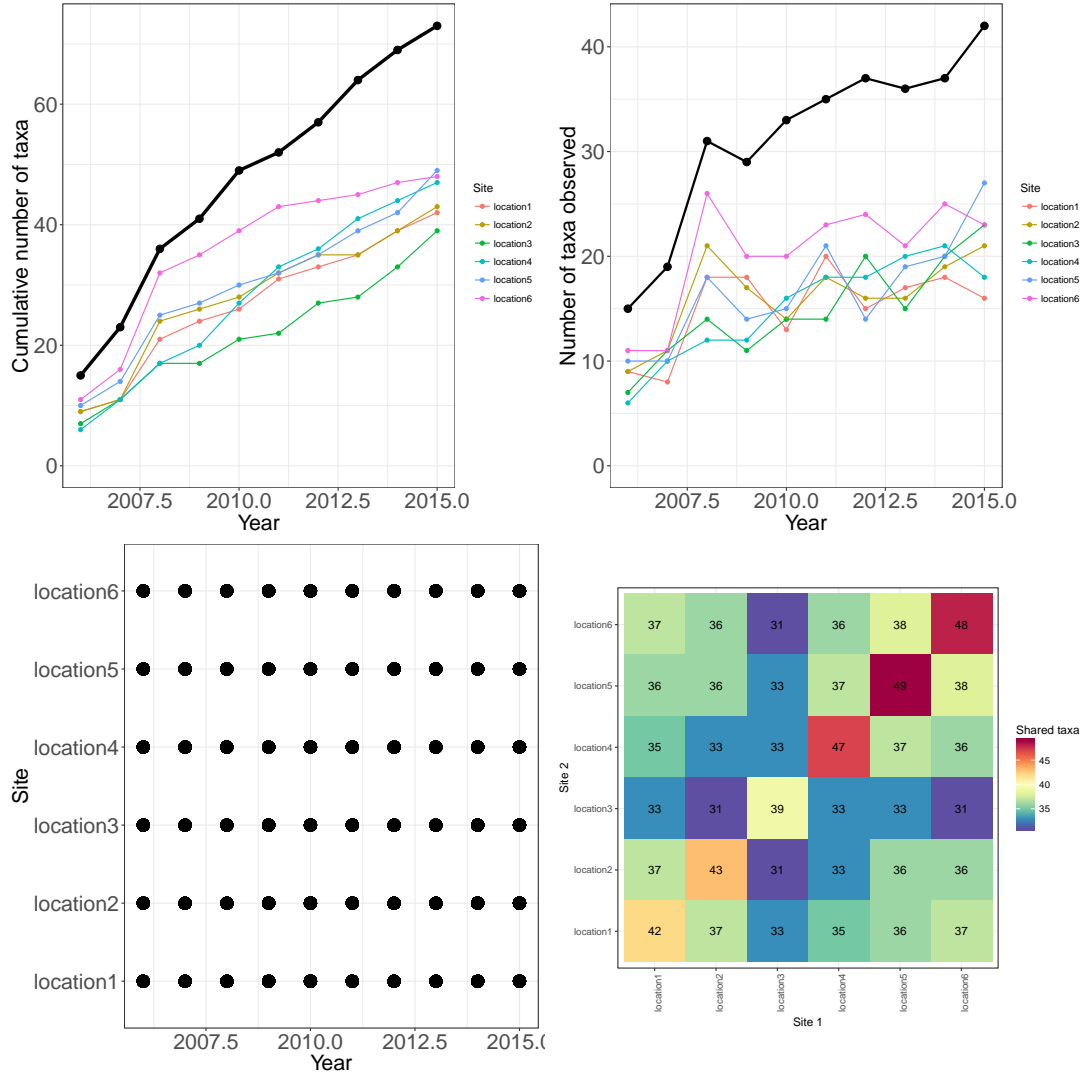 Cumulative number of taxa
60
40
20
0
2007.5 2010.0 2012.5 2015.0
Year
Site
location1
location2
location3
location4
location5
location6
Number of taxa observed
40
30
20
10
0
2007.5 2010.0 2012.5 2015.0
Year
Site
location1
location2
location3
location4
location5
location6
Site
location6
location5
location4
location3
location2
location1
2007.5 2010.0 2012.5 2015.0
Year
Site 2
location6 37 36 31 36 38 48
location5 36 36 33 37 49 38
location4 35 33 33 47 37 36
location3 33 31 39 33 33 31
location2 37 43 31 33 36 36
location1 42 37 33 35 36 37
location1 location2 location3 location4 location5 location6
Site 1
Shared taxa
45
40
35